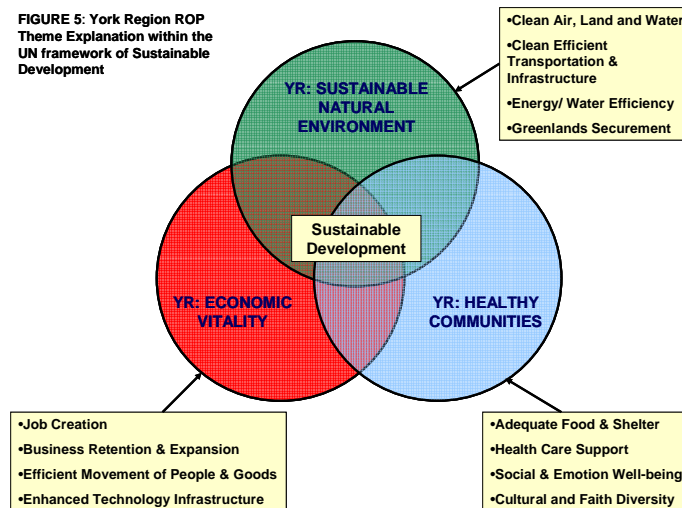 FIGURE 5: York Region ROP
Theme Explanation within the
UN framework of Sustainable
Development
•Clean Air, Land and Water
•Clean Efficient
Transportation &
Infrastructure
•Energy/ Water Efficiency
•Greenlands Securement
YR: SUSTAINABLE
NATURAL
ENVIRONMENT
Sustainable
Development
YR: ECONOMIC
VITALITY
YR: HEALTHY
COMMUNITIES
•Job Creation
•Business Retention & Expansion
•Efficient Movement of People & Goods
•Enhanced Technology Infrastructure
•Adequate Food & Shelter
•Health Care Support
•Social & Emotion Well-being
•Cultural and Faith Diversity